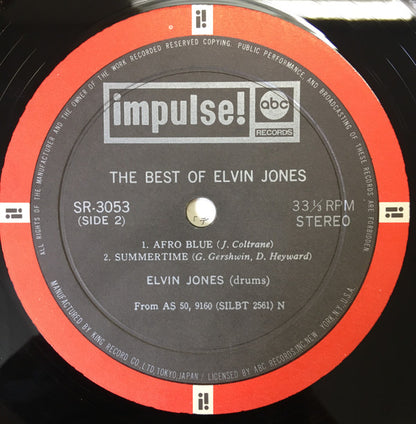 impulse! abc
RECORDS
THE BEST OF ELVIN JONES
SR-3053
(SIDE 2)
33⅓ RPM
STEREO
1. AFRO BLUE (J. Coltrane)
2. SUMMERTIME (G. Gershwin, D. Heyward)
ELVIN JONES (drums)
From AS 50, 9160 (SILBT 2561) N
ALL RIGHTS OF THE MANUFACTURER AND OF THE OWNER OF THE WORK RECORDED RESERVED COPYING, PUBLIC PERFORMANCE AND BROADCASTING OF THESE RECORDS ARE FORBIDDEN
MANUFACTURED BY KING RECORD CO., LTD. TOKYO, JAPAN / LICENSED BY ABC RECORDS, INC., NEW YORK, N.Y., U.S.A.
i!
i!
i!
i!